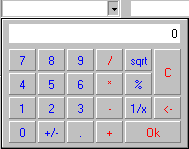 0
7 8 9 / sqrt C
4 5 6 * %
1 2 3 - 1/x <-
0 +/- . + Ok